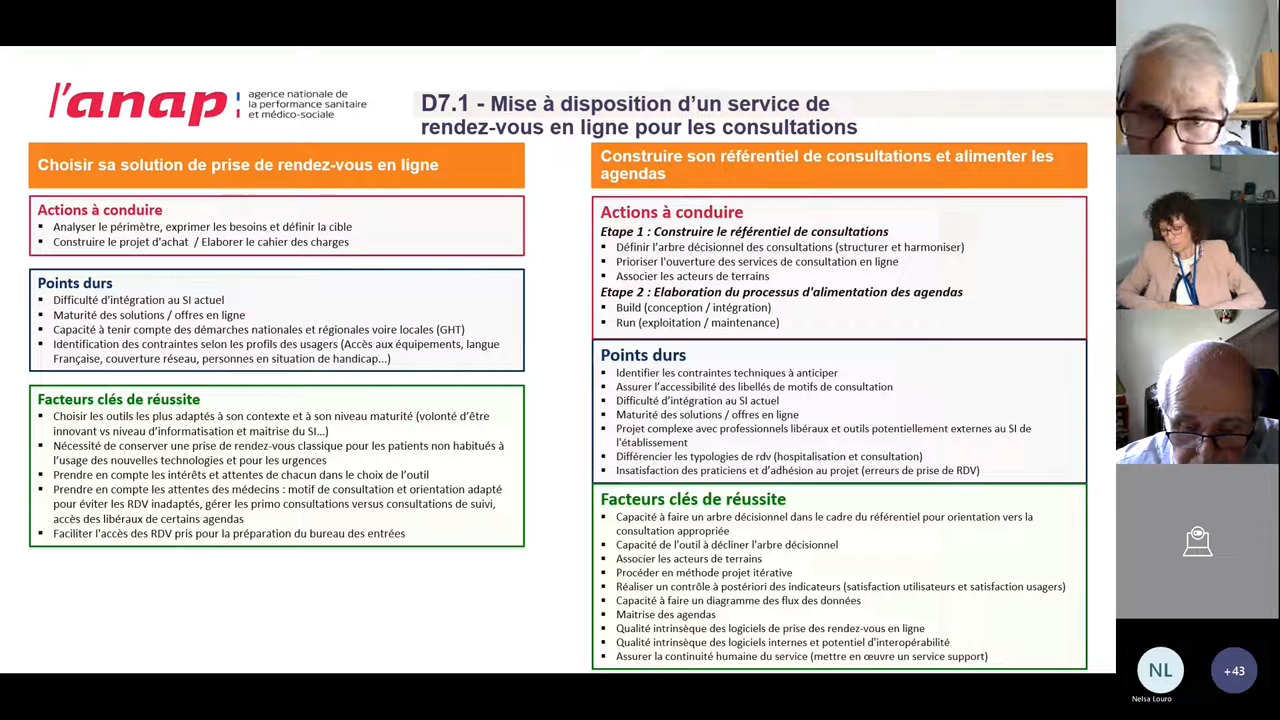 l'anap
agence nationale de
la performance sanitaire
et médico-sociale
D7.1 - Mise à disposition d'un service de
rendez-vous en ligne pour les consultations
Choisir sa solution de prise de rendez-vous en ligne
Actions à conduire
▪ Analyser le périmètre, exprimer les besoins et définir la cible
▪ Construire le projet d'achat / Elaborer le cahier des charges
Points durs
▪ Difficulté d'intégration au SI actuel
▪ Maturité des solutions / offres en ligne
▪ Capacité à tenir compte des démarches nationales et régionales voire locales (GHT)
▪ Identification des contraintes selon les profils des usagers (Accès aux équipements, langue
Française, couverture réseau, personnes en situation de handicap...)
Facteurs clés de réussite
▪ Choisir les outils les plus adaptés à son contexte et à son niveau maturité (volonté d'être
innovant vs niveau d'informatisation et maitrise du SI...)
▪ Nécessité de conserver une prise de rendez-vous classique pour les patients non habitués à
l'usage des nouvelles technologies et pour les urgences
▪ Prendre en compte les intérêts et attentes de chacun dans le choix de l'outil
▪ Prendre en compte les attentes des médecins : motif de consultation et orientation adapté
pour éviter les RDV inadaptés, gérer les primo consultations versus consultations de suivi,
accès des libéraux de certains agendas
▪ Faciliter l'accès des RDV pris pour la préparation du bureau des entrées
Construire son référentiel de consultations et alimenter les
agendas
Actions à conduire
Etape 1 : Construire le référentiel de consultations
▪ Définir l'arbre décisionnel des consultations (structurer et harmoniser)
▪ Prioriser l'ouverture des services de consultation en ligne
▪ Associer les acteurs de terrains
Etape 2 : Elaboration du processus d'alimentation des agendas
▪ Build (conception / intégration)
▪ Run (exploitation / maintenance)
Points durs
▪ Identifier les contraintes techniques à anticiper
▪ Assurer l'accessibilité des libellés de motifs de consultation
▪ Difficulté d'intégration au SI actuel
▪ Maturité des solutions / offres en ligne
▪ Projet complexe avec professionnels libéraux et outils potentiellement externes au SI de
l'établissement
▪ Différencier les typologies de rdv (hospitalisation et consultation)
▪ Insatisfaction des praticiens et d'adhésion au projet (erreurs de prise de RDV)
Facteurs clés de réussite
▪ Capacité à faire un arbre décisionnel dans le cadre du référentiel pour orientation vers la
consultation appropriée
▪ Capacité de l'outil à décliner l'arbre décisionnel
▪ Associer les acteurs de terrains
▪ Procéder en méthode projet itérative
▪ Réaliser un contrôle à postériori des indicateurs (satisfaction utilisateurs et satisfaction usagers)
▪ Capacité à faire un diagramme des flux des données
▪ Maitrise des agendas
▪ Qualité intrinsèque des logiciels de prise des rendez-vous en ligne
▪ Qualité intrinsèque des logiciels internes et potentiel d'interopérabilité
▪ Assurer la continuité humaine du service (mettre en œuvre un service support)
NL
+43
Nelsa Louro